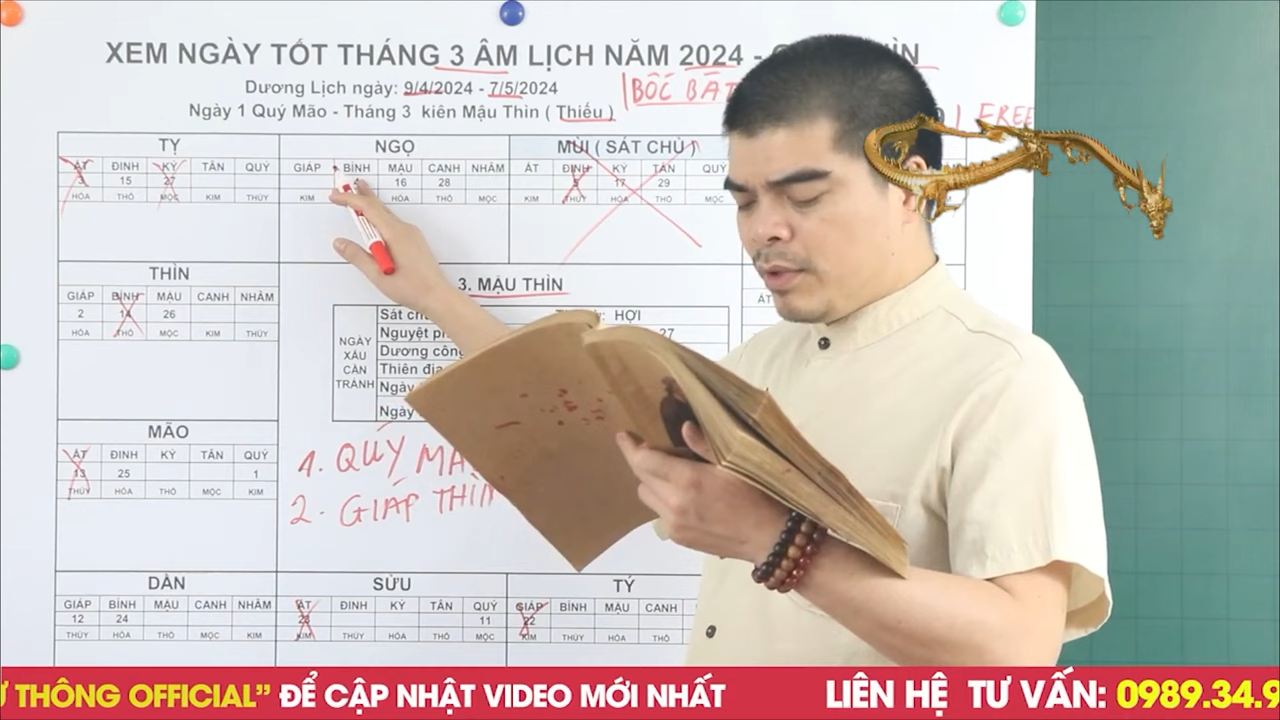 XEM NGÀY TỐT THÁNG 3 ÂM LỊCH NĂM 2024 -
Dương Lịch ngày: 9/4/2024 - 7/5/2024
BỐC BÁT
Ngày 1 Quý Mão - Tháng 3 kiên Mậu Thìn ( Thiếu )
FREE
TỴ
ẤT ĐINH KỶ TÂN QUÝ
3 15 27
HỎA THỔ MỘC KIM THỦY
NGỌ
GIÁP BÍNH MẬU CANH NHÂM
16 28
KIM HỎA THỔ MỘC
MÙI ( SÁT CHỦ )
ẤT ĐINH KỶ TÂN QUÝ
5 17 29
KIM THỦY HỎA THỔ MỘC
THÌN
GIÁP BÍNH MẬU CANH NHÂM
2 14 26
HỎA THỔ MỘC KIM THỦY
3. MẬU THÌN
NGÀY XẤU CẦN TRÁNH
Sát
HỢI
Nguyệt
27
Dương công
Thiên địa
Ngày
Ngày
MÃO
ẤT ĐINH KỶ TÂN QUÝ
13 25 1
THỦY HỎA THỔ MỘC KIM
1. QUÝ
2. GIÁP THÌN
DẦN
GIÁP BÍNH MẬU CANH NHÂM
12 24
THỦY HỎA THỔ MỘC KIM
SỬU
ẤT ĐINH KỶ TÂN QUÝ
23 11
KIM THỦY HỎA THỔ MỘC
TÝ
GIÁP BÍNH MẬU CANH
22
KIM THỦY HỎA THỔ
THÔNG OFFICIAL” ĐỂ CẬP NHẬT VIDEO MỚI NHẤT LIÊN HỆ TƯ VẤN: 0989.34.9